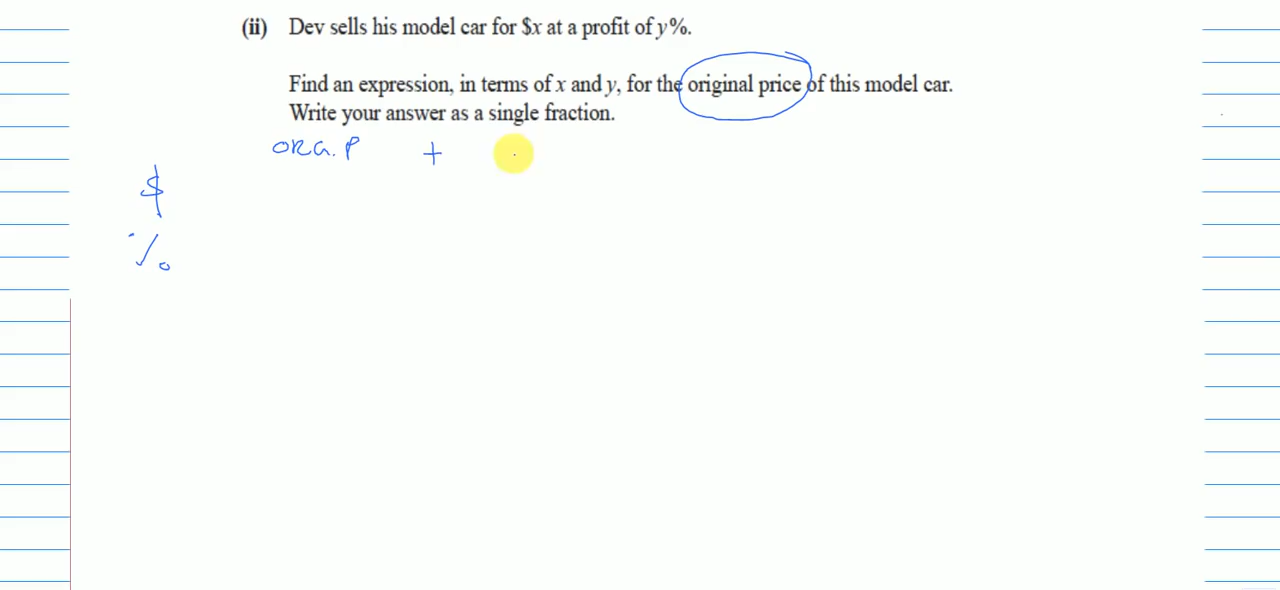 (ii) Dev sells his model car for $x at a profit of y%.
Find an expression, in terms of x and y, for the original price of this model car.
Write your answer as a single fraction.
ORG.P +
$
%